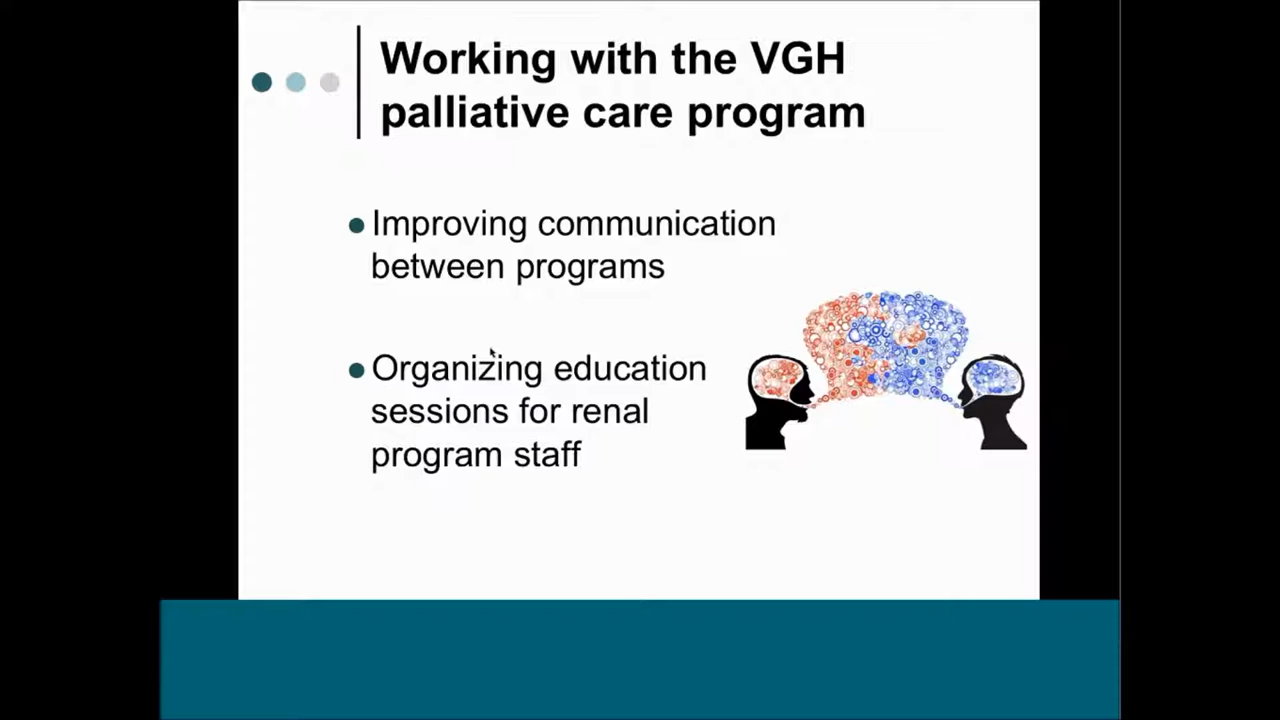 Working with the VGH
palliative care program
Improving communication
between programs
Organizing education
sessions for renal
program staff